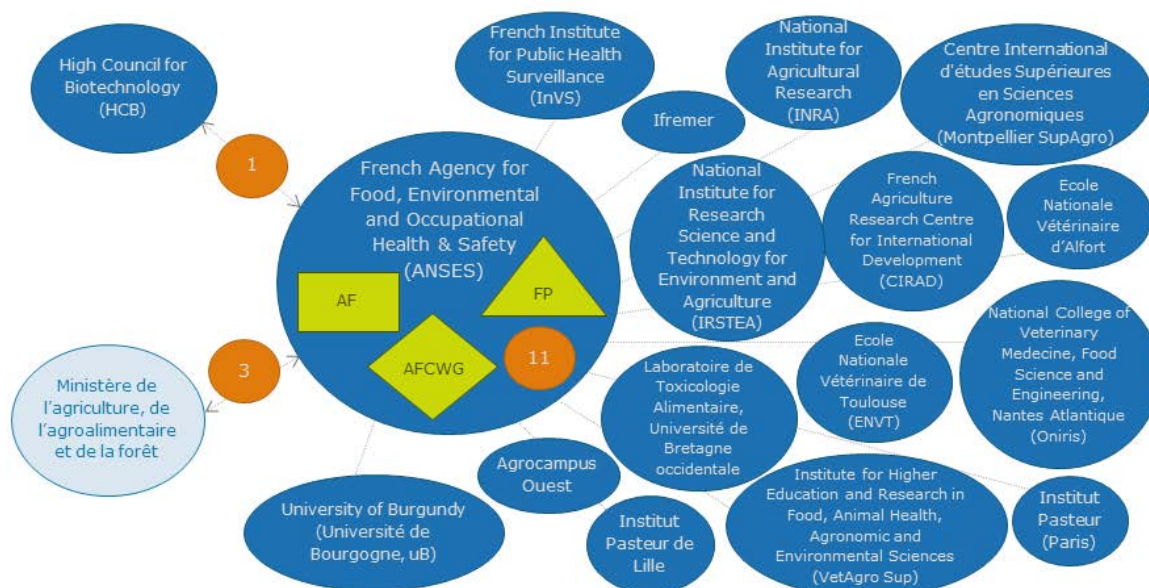 High Council for
Biotechnology
(HCB)
1
French Institute
for Public Health
Surveillance
(InVS)
Ifremer
National
Institute for
Agricultural
Research
(INRA)
Centre International
d'études Supérieures
en Sciences
Agronomiques
(Montpellier SupAgro)
French Agency for
Food, Environmental
and Occupational
Health & Safety
(ANSES)
AF
FP
AFCWG
11
National
Institute for
Research
Science and
Technology for
Environment and
Agriculture
(IRSTEA)
French
Agriculture
Research Centre
for International
Development
(CIRAD)
Ecole
Nationale
Vétérinaire
d'Alfort
3
Ministère de
l'agriculture, de
l'agroalimentaire
et de la forêt
Laboratoire de
Toxicologie
Alimentaire,
Université de
Bretagne
occidentale
Ecole
Nationale
Vétérinaire de
Toulouse
(ENVT)
National College of
Veterinary
Medecine, Food
Science and
Engineering,
Nantes Atlantique
(Oniris)
University of Burgundy
(Université de
Bourgogne, uB)
Agrocampus
Ouest
Institut
Pasteur de
Lille
Institute for Higher
Education and Research in
Food, Animal Health,
Agronomic and
Environmental Sciences
(VetAgro Sup)
Institut
Pasteur
(Paris)